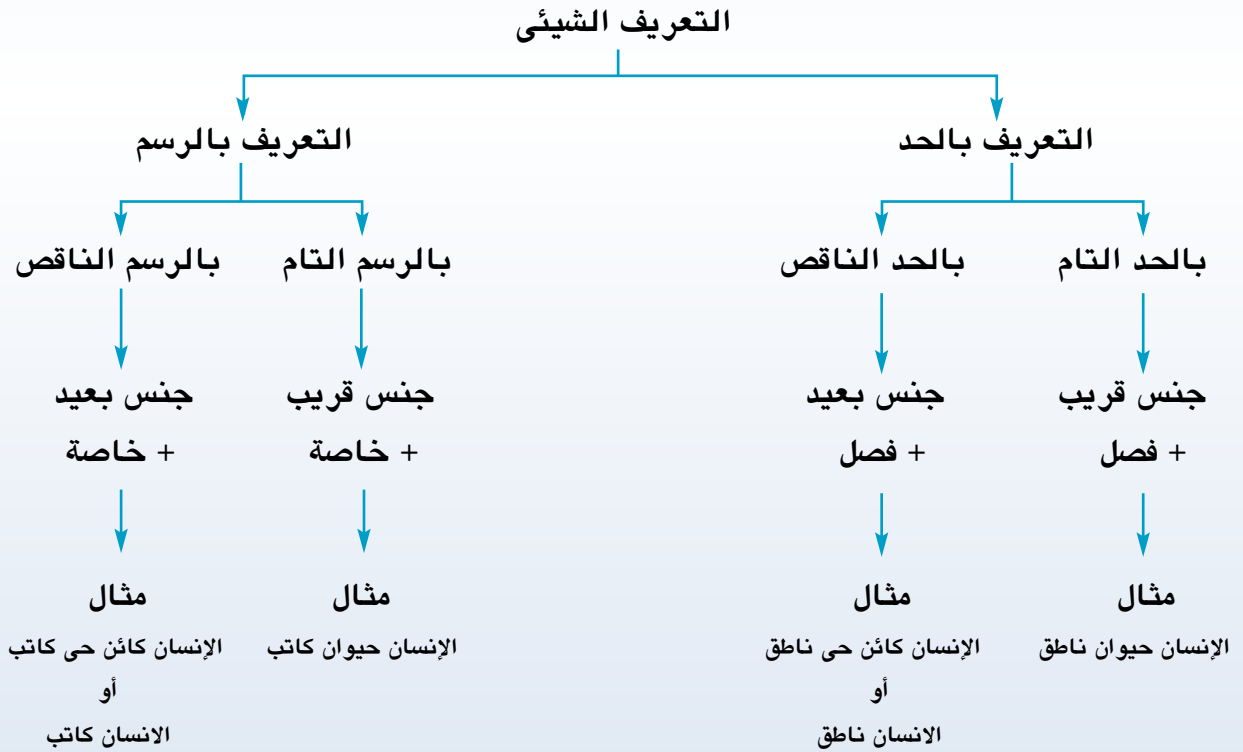 التعريف الشيئى
التعريف بالحد
التعريف بالرسم
بالحد التام
بالحد الناقص
بالرسم التام
بالرسم الناقص
جنس قريب
+ فصل
جنس بعيد
+ فصل
جنس قريب
+ خاصة
جنس بعيد
+ خاصة
مثال
الإنسان حيوان ناطق
مثال
الإنسان كائن حى ناطق
أو
الانسان ناطق
مثال
الإنسان حيوان كاتب
مثال
الإنسان كائن حى كاتب
أو
الانسان كاتب